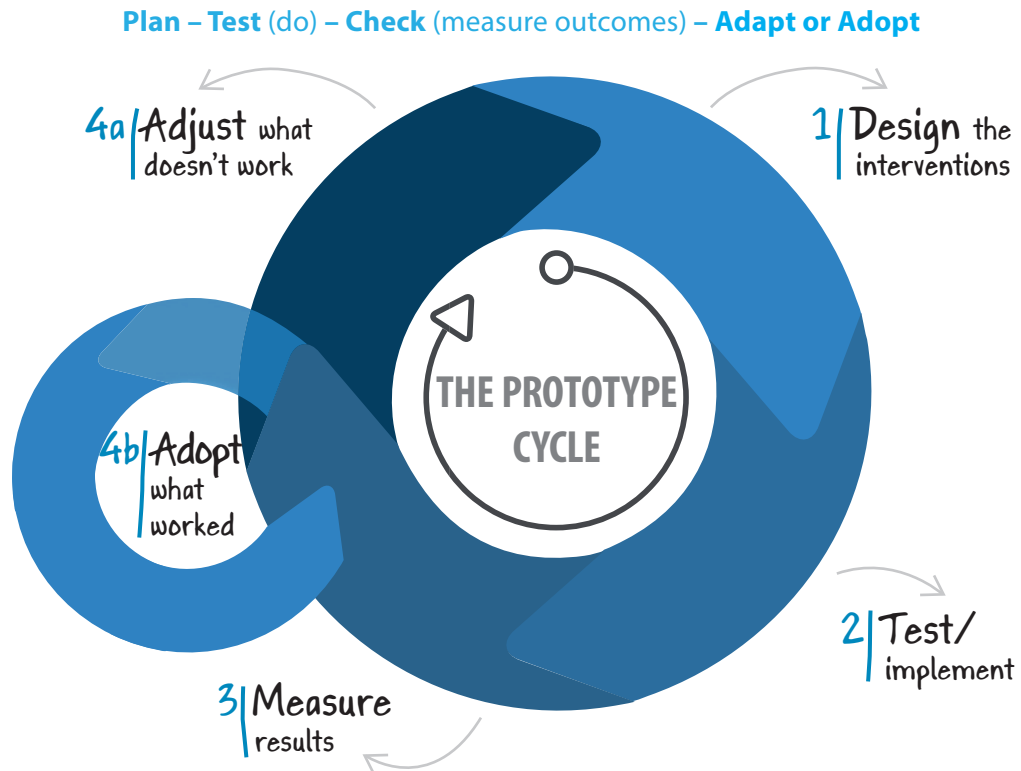 Plan – Test (do) – Check (measure outcomes) – Adapt or Adopt
4a Adjust what
doesn't work
1 Design the
interventions
THE PROTOTYPE
CYCLE
4b Adopt
what
worked
2 Test/
implement
3 Measure
results